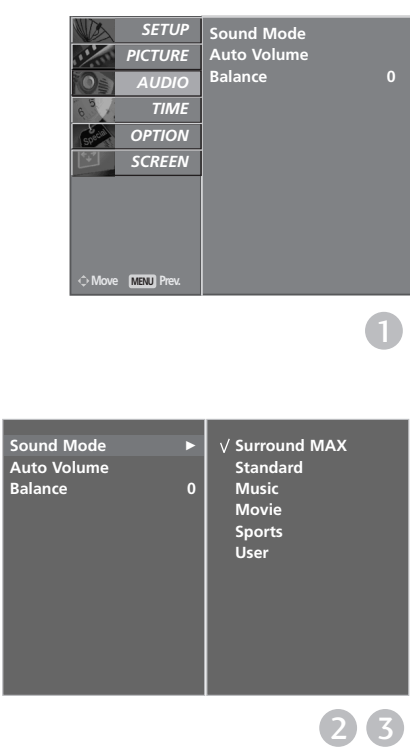 SETUP
PICTURE
AUDIO
TIME
OPTION
SCREEN
Move MENU Prev.
Sound Mode
Auto Volume
Balance 0
1
Sound Mode ►
Auto Volume
Balance 0
√ Surround MAX
Standard
Music
Movie
Sports
User
2 3